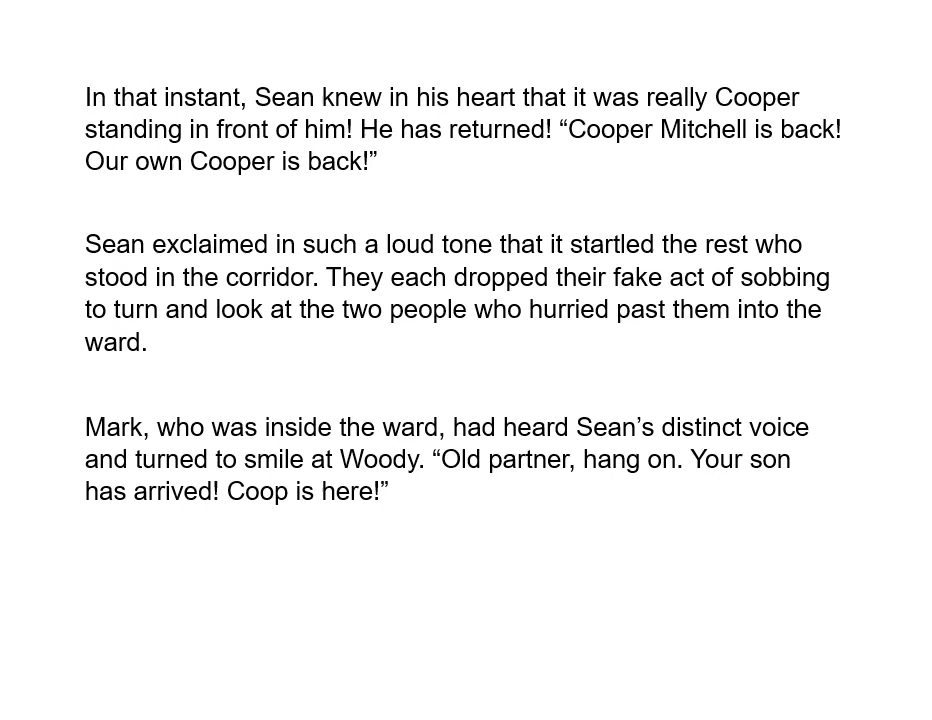 In that instant, Sean knew in his heart that it was really Cooper
standing in front of him! He has returned! “Cooper Mitchell is back!
Our own Cooper is back!”
Sean exclaimed in such a loud tone that it startled the rest who
stood in the corridor. They each dropped their fake act of sobbing
to turn and look at the two people who hurried past them into the
ward.
Mark, who was inside the ward, had heard Sean’s distinct voice
and turned to smile at Woody. “Old partner, hang on. Your son
has arrived! Coop is here!”